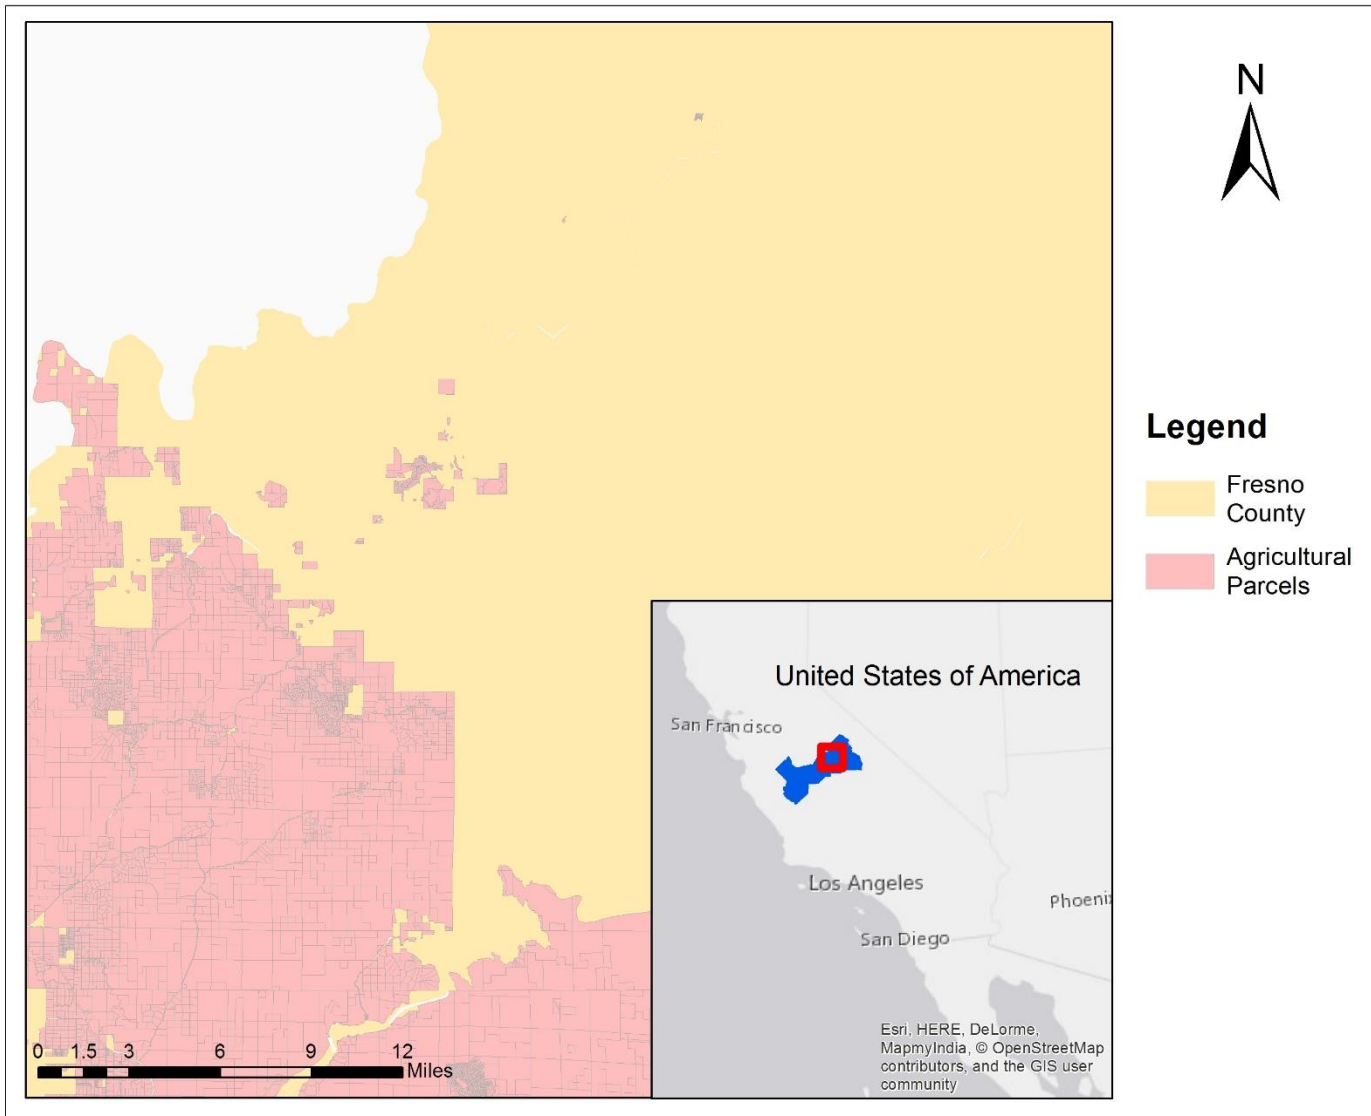 N
Legend
Fresno
County
Agricultural
Parcels
United States of America
San Francisco
Los Angeles
Phoeni
San Diego
Esri, HERE, DeLorme,
MapmyIndia, © OpenStreetMap
contributors, and the GIS user
community
0 1.5 3 6 9 12
Miles